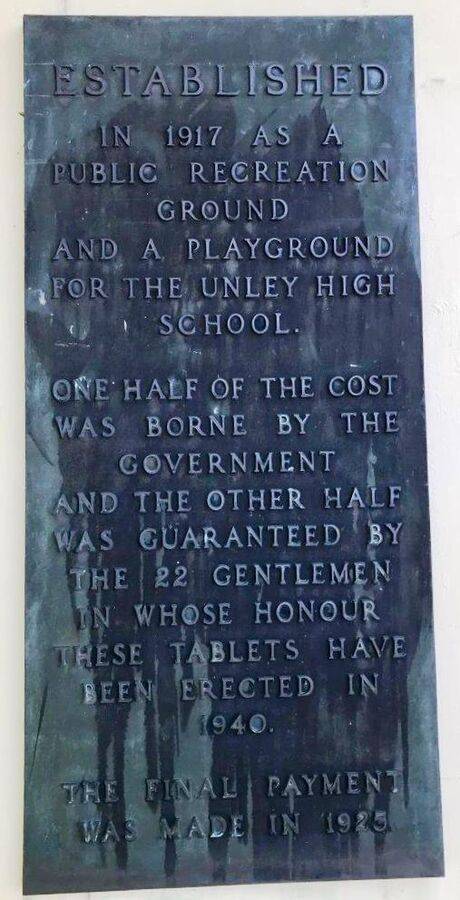 ESTABLISHED
IN 1917 AS A
PUBLIC RECREATION
GROUND
AND A PLAYGROUND
FOR THE UNLEY HIGH
SCHOOL.
ONE HALF OF THE COST
WAS BORNE BY THE
GOVERNMENT
AND THE OTHER HALF
WAS GUARANTEED BY
THE 22 GENTLEMEN
IN WHOSE HONOUR
THESE TABLETS HAVE
BEEN ERECTED IN
1940.
THE FINAL PAYMENT
WAS MADE IN 1925.